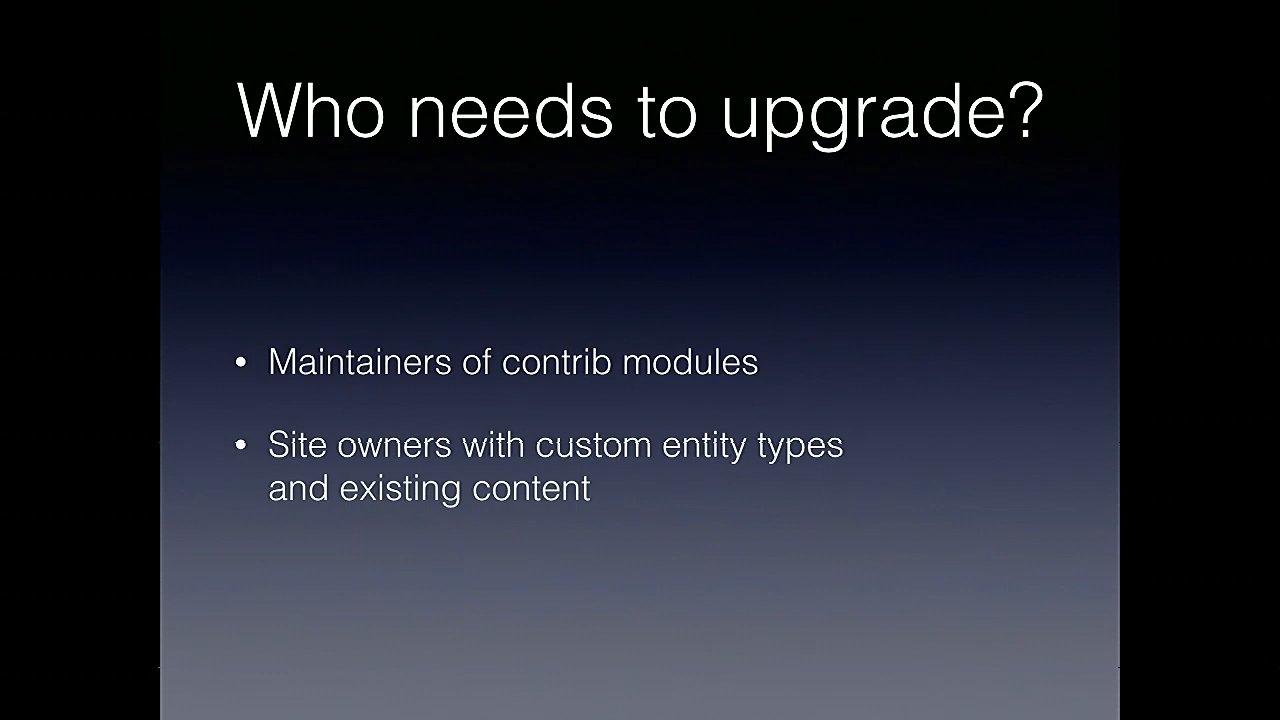 Who needs to upgrade?
• Maintainers of contrib modules
• Site owners with custom entity types
and existing content